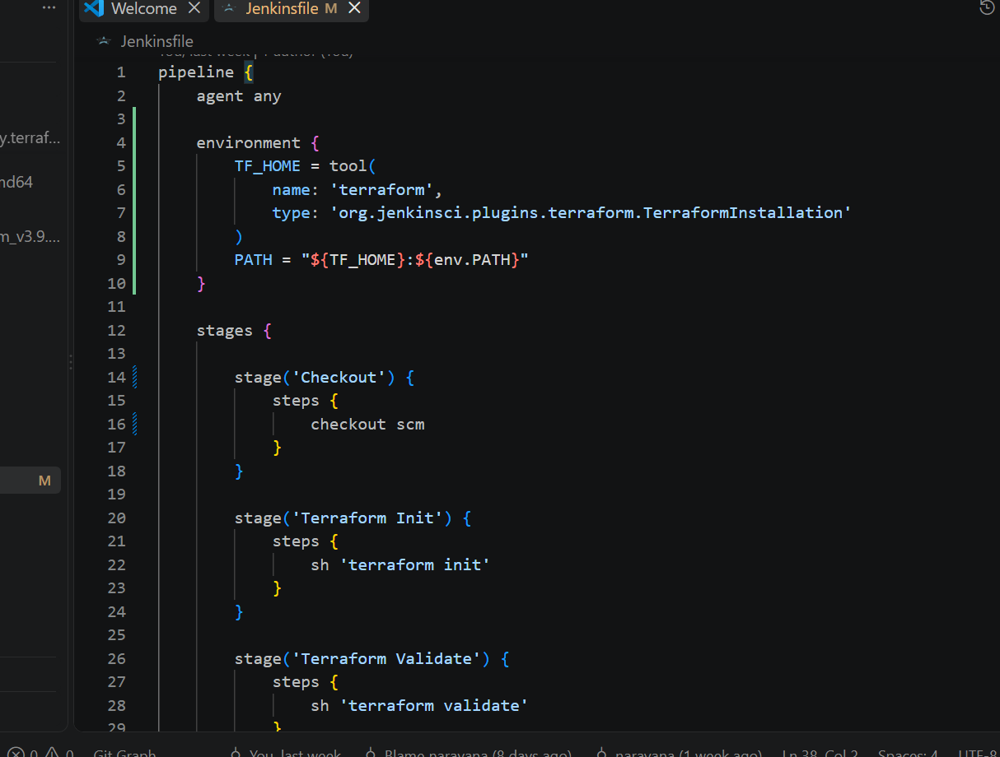 Welcome
Jenkinsfile M
Jenkinsfile
You, last week | 1 author (You)
1 pipeline {
2     agent any
3
4     environment {
5         TF_HOME = tool(
6             name: 'terraform',
7             type: 'org.jenkinsci.plugins.terraform.TerraformInstallation'
8         )
9         PATH = "${TF_HOME}:${env.PATH}"
10     }
11
12     stages {
13
14         stage('Checkout') {
15             steps {
16                 checkout scm
17             }
18         }
19
20         stage('Terraform Init') {
21             steps {
22                 sh 'terraform init'
23             }
24         }
25
26         stage('Terraform Validate') {
27             steps {
28                 sh 'terraform validate'
29             }
y.terraf...
md64
m_v3.9....
M
0 0 Git Graph You, last week Blame narayana (8 days ago) narayana (1 week ago) Ln 38, Col 2 Spaces: 4 UTF-8